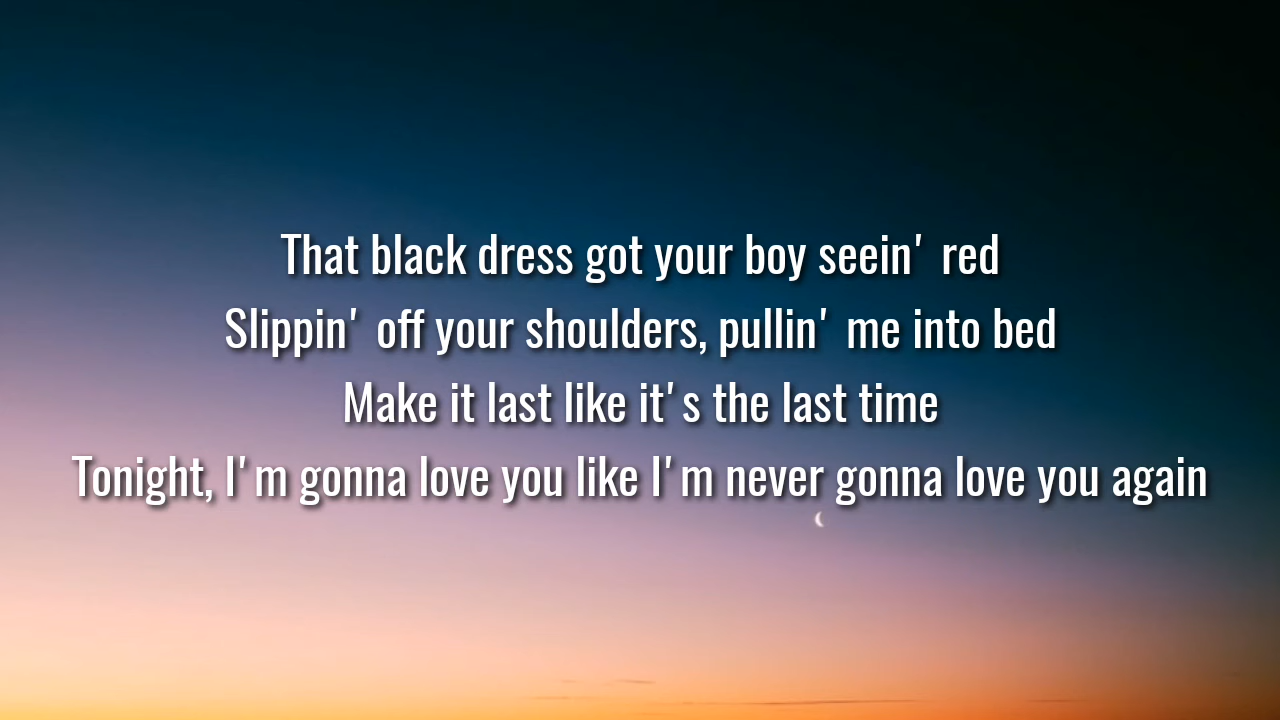 That black dress got your boy seein' red
Slippin' off your shoulders, pullin' me into bed
Make it last like it's the last time
Tonight, I'm gonna love you like I'm never gonna love you again